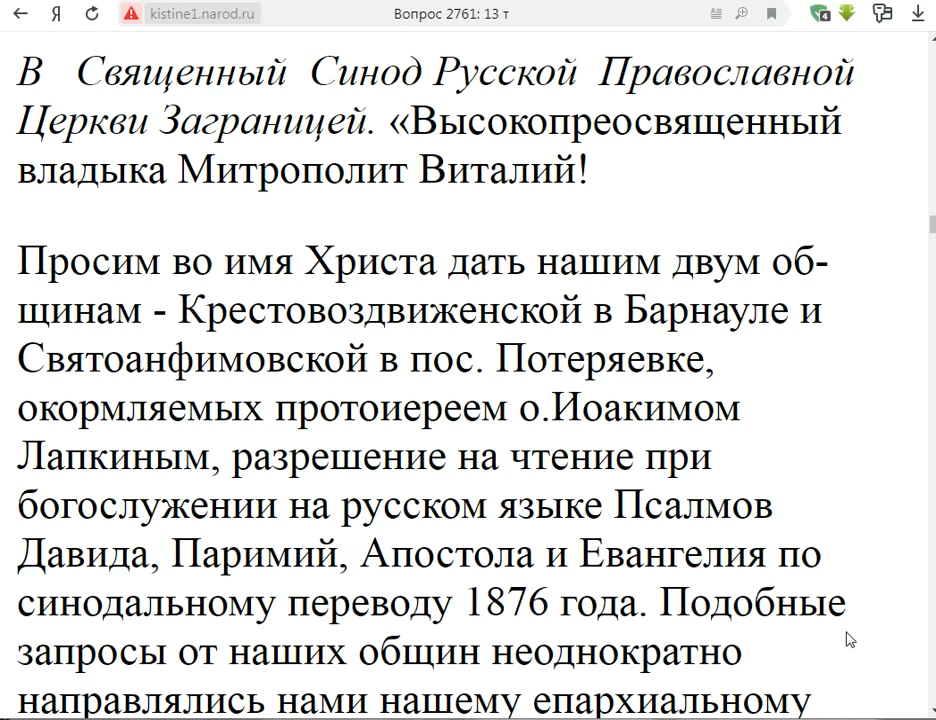 kistine1.narod.ru
Вопрос 2761: 13 т
4
В Священный Синод Русской Православной
Церкви Заграницей. «Высокопреосвященный
владыка Митрополит Виталий!
Просим во имя Христа дать нашим двум об-
щинам - Крестовоздвиженской в Барнауле и
Святоанфимовской в пос. Потеряевке,
окормляемых протоиереем о.Иоакимом
Лапкиным, разрешение на чтение при
богослужении на русском языке Псалмов
Давида, Паримий, Апостола и Евангелия по
синодальному переводу 1876 года. Подобные
запросы от наших общин неоднократно
направлялись нами нашему епархиальному